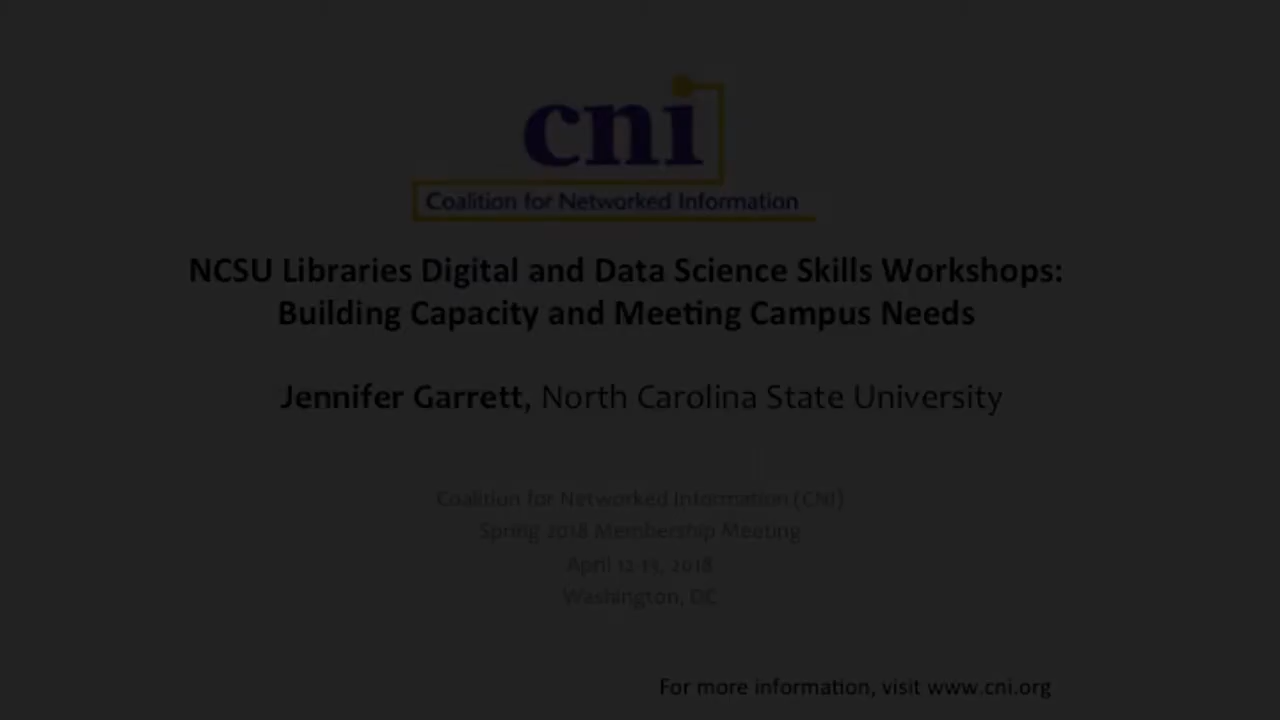 cni
Coalition for Networked Information
NCSU Libraries Digital and Data Science Skills Workshops:
Building Capacity and Meeting Campus Needs
Jennifer Garrett, North Carolina State University
Coalition for Networked Information (CNI)
Spring 2018 Membership Meeting
April 12-13, 2018
Washington, DC
For more information, visit www.cni.org